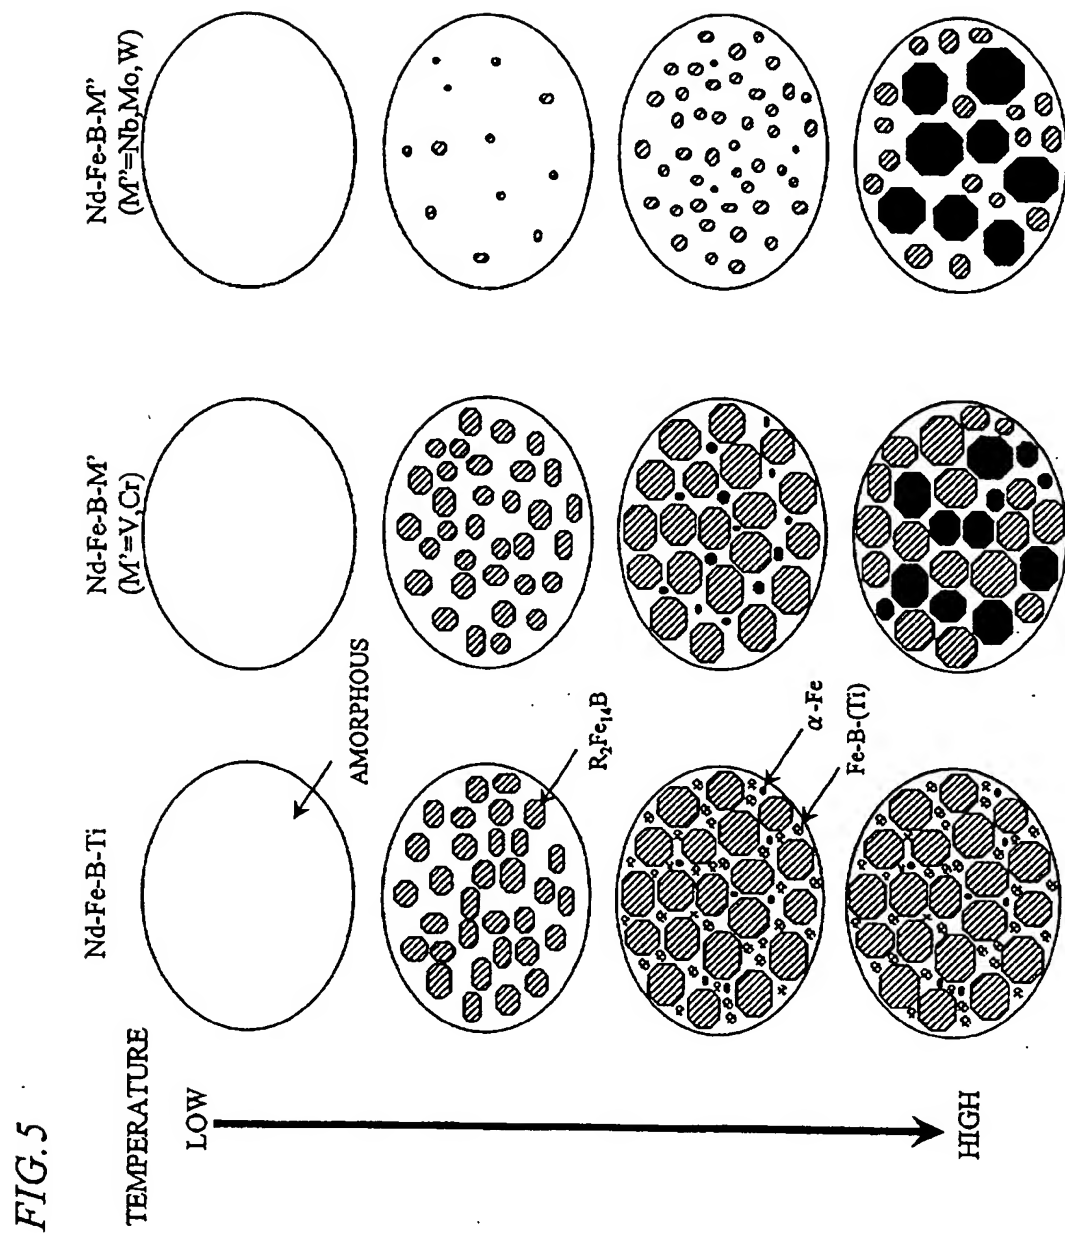 FIG.5
TEMPERATURE
LOW
HIGH
Nd-Fe-B-Ti
AMORPHOUS
R₂Fe₁₄B
α-Fe
Fe-B-(Ti)
Nd-Fe-B-M'
(M'=V,Cr)
Nd-Fe-B-M"
(M"=Nb,Mo,W)